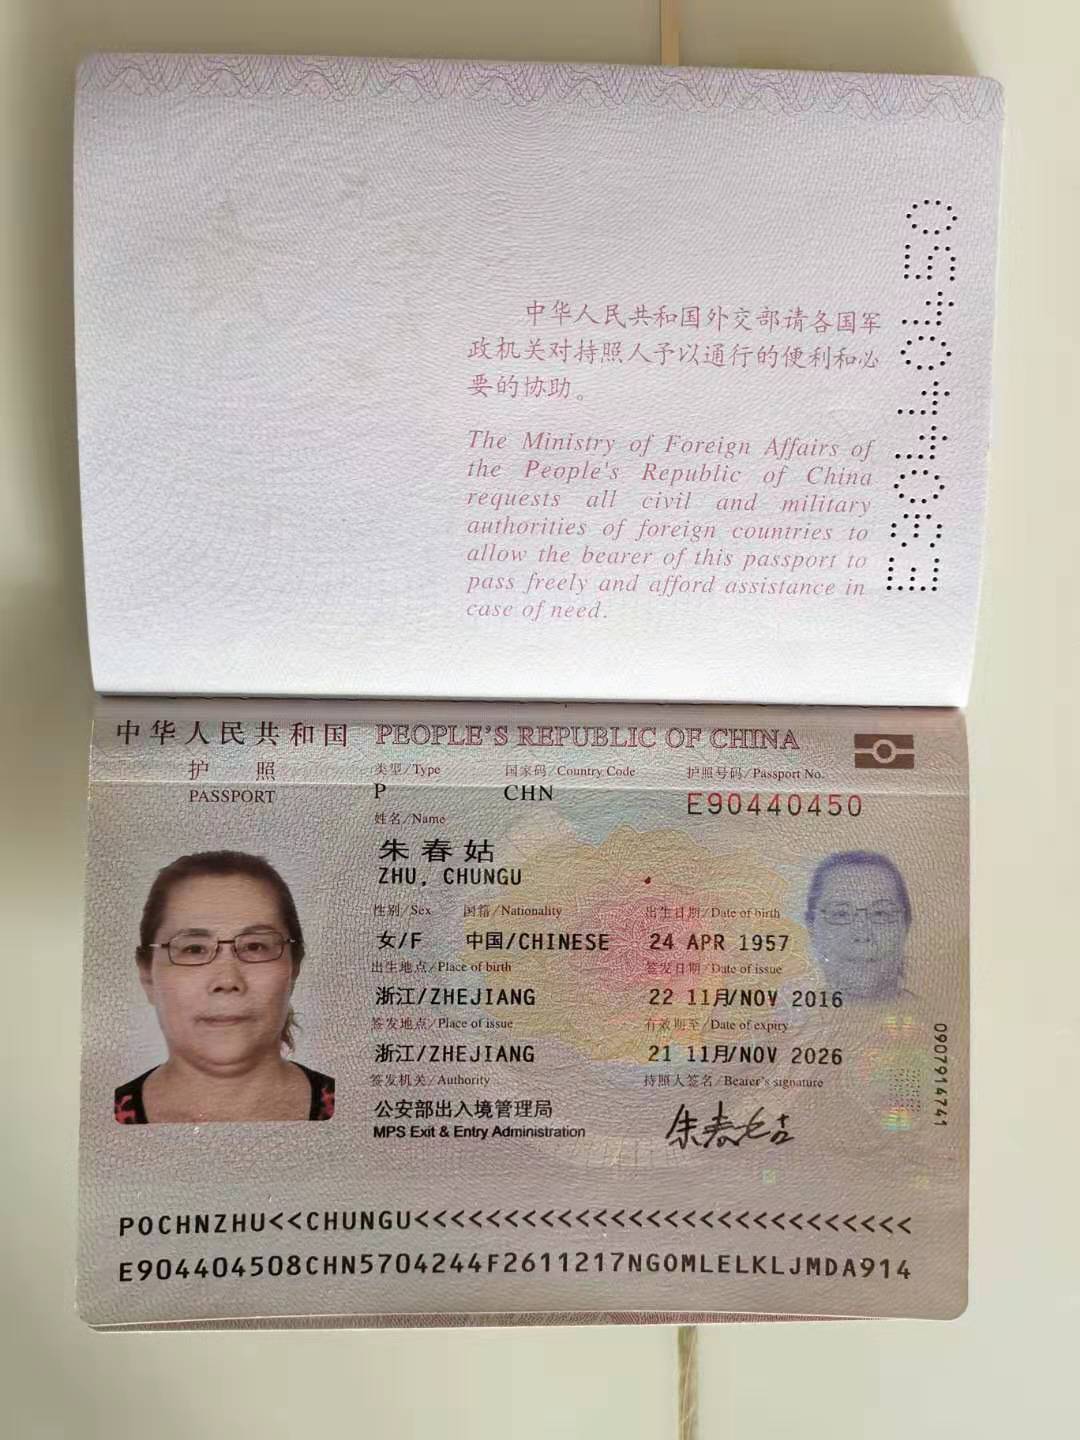 中华人民共和国外交部请各国军
政机关对持照人予以通行的便利和必
要的协助。
The Ministry of Foreign Affairs of
the People's Republic of China
requests all civil and military
authorities of foreign countries to
allow the bearer of this passport to
pass freely and afford assistance in
case of need.
E90440450
中华人民共和国 PEOPLE'S REPUBLIC OF CHINA
护照
PASSPORT
类型/Type 国家码/Country Code 护照号码/Passport No.
P CHN E90440450
姓名/Name
朱春姑
ZHU, CHUNGU
性别/Sex 国籍/Nationality 出生日期/Date of birth
女/F 中国/CHINESE 24 APR 1957
出生地点/Place of birth 签发日期/Date of issue
浙江/ZHEJIANG 22 11月/NOV 2016
签发地点/Place of issue 有效期至/Date of expiry
浙江/ZHEJIANG 21 11月/NOV 2026
签发机关/Authority 持照人签名/Bearer's signature
公安部出入境管理局
MPS Exit & Entry Administration
朱春姑
0907914741
POCHNZHU<<CHUNGU<<<<<<<<<<<<<<<<<<<<<<<<<<<<
E904404508CHN5704244F2611217NGOMLELKLJMDA914